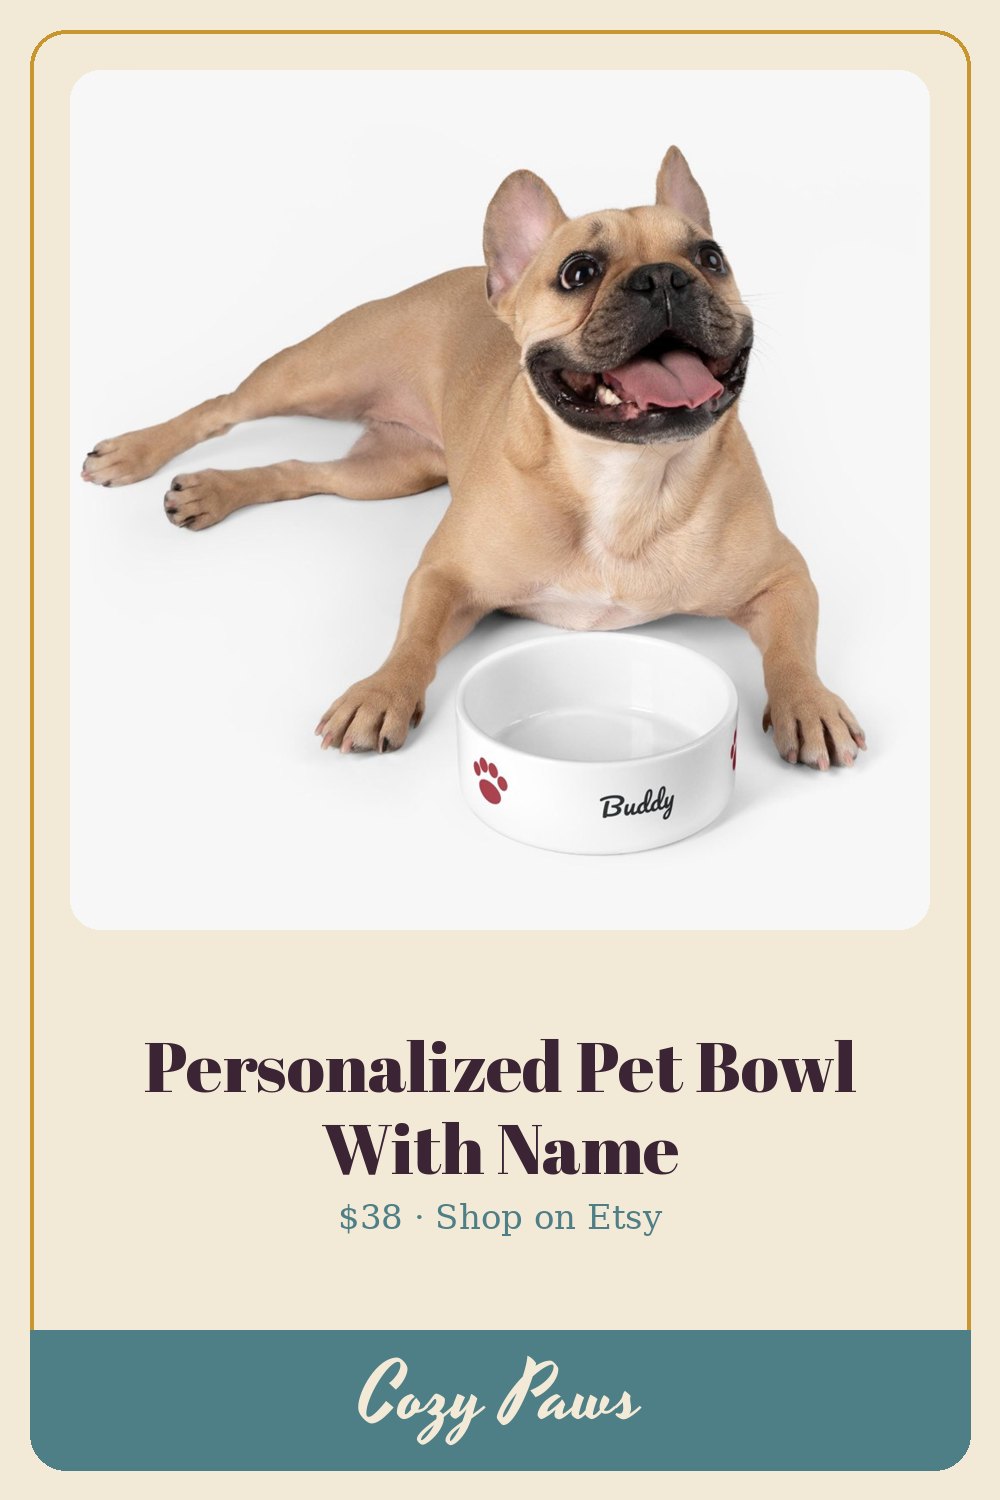 Buddy
Personalized Pet Bowl
With Name
$38 · Shop on Etsy
Cozy Paws